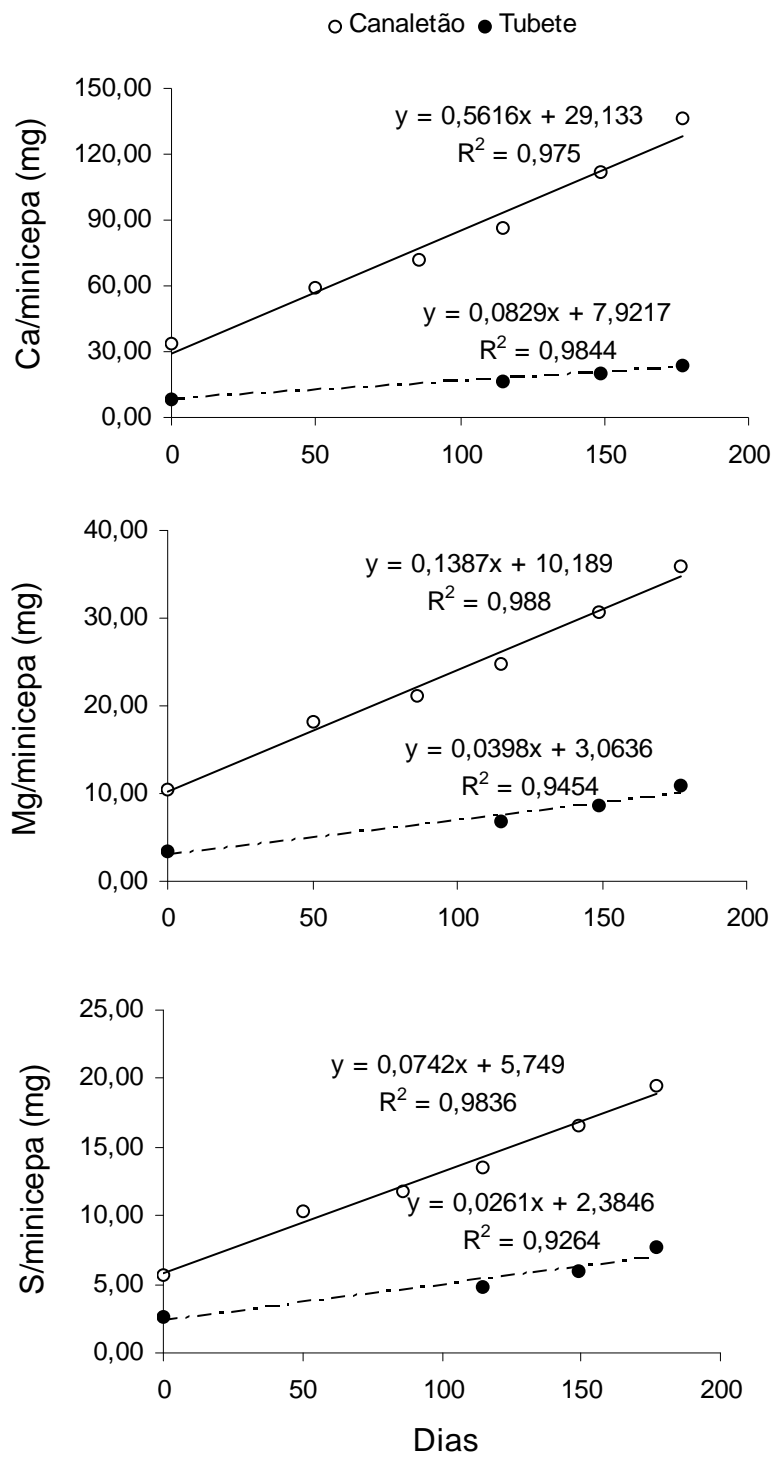 Canaletão Tubete
Ca/minicepa (mg)
150,00
120,00
90,00
60,00
30,00
0,00
y = 0,5616x + 29,133
R² = 0,975
y = 0,0829x + 7,9217
R² = 0,9844
0 50 100 150 200
Mg/minicepa (mg)
40,00
30,00
20,00
10,00
0,00
y = 0,1387x + 10,189
R² = 0,988
y = 0,0398x + 3,0636
R² = 0,9454
0 50 100 150 200
S/minicepa (mg)
25,00
20,00
15,00
10,00
5,00
0,00
y = 0,0742x + 5,749
R² = 0,9836
y = 0,0261x + 2,3846
R² = 0,9264
0 50 100 150 200
Dias